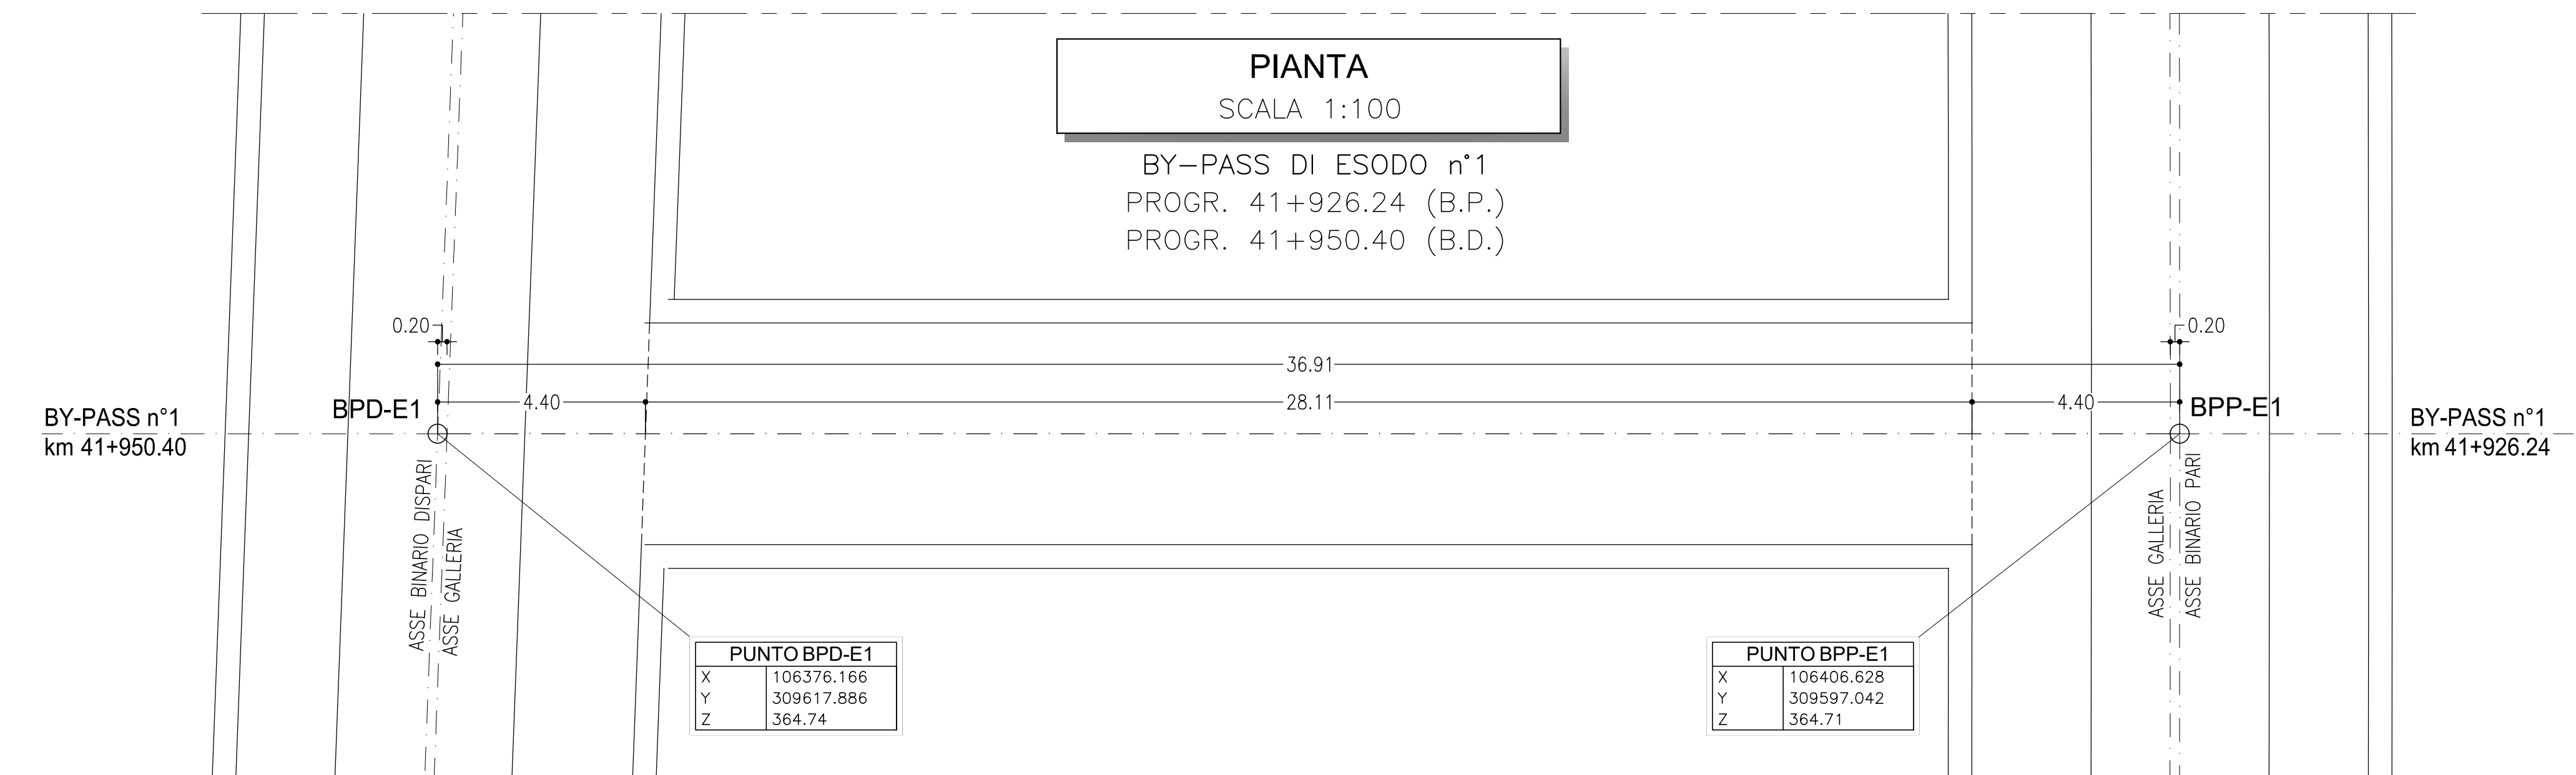 PIANTA
SCALA 1:100
BY-PASS DI ESODO n°1
PROGR. 41+926.24 (B.P.)
PROGR. 41+950.40 (B.D.)
0.20
0.20
36.91
4.40
28.11
4.40
BPD-E1
BPP-E1
BY-PASS n°1
km 41+950.40
BY-PASS n°1
km 41+926.24
ASSE BINARIO DISPARI
ASSE GALLERIA
ASSE GALLERIA
ASSE BINARIO PARI
PUNTO BPD-E1
X 106376.166
Y 309617.886
Z 364.74
PUNTO BPP-E1
X 106406.628
Y 309597.042
Z 364.71